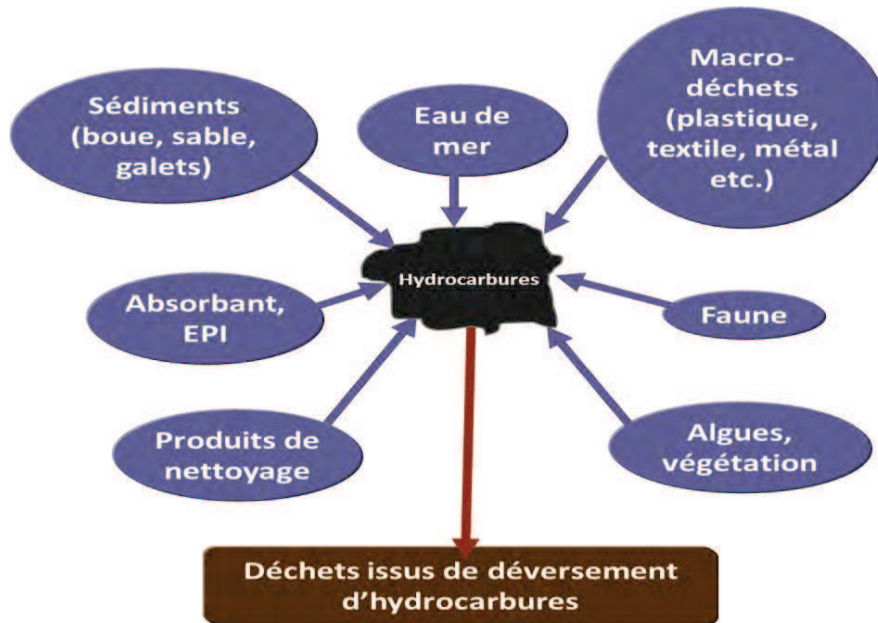 Sédiments
(boue, sable,
galets)
Eau de
mer
Macro-
déchets
(plastique,
textile, métal
etc.)
Hydrocarbures
Absorbant,
EPI
Faune
Produits de
nettoyage
Algues,
végétation
Déchets issus de déversement
d'hydrocarbures